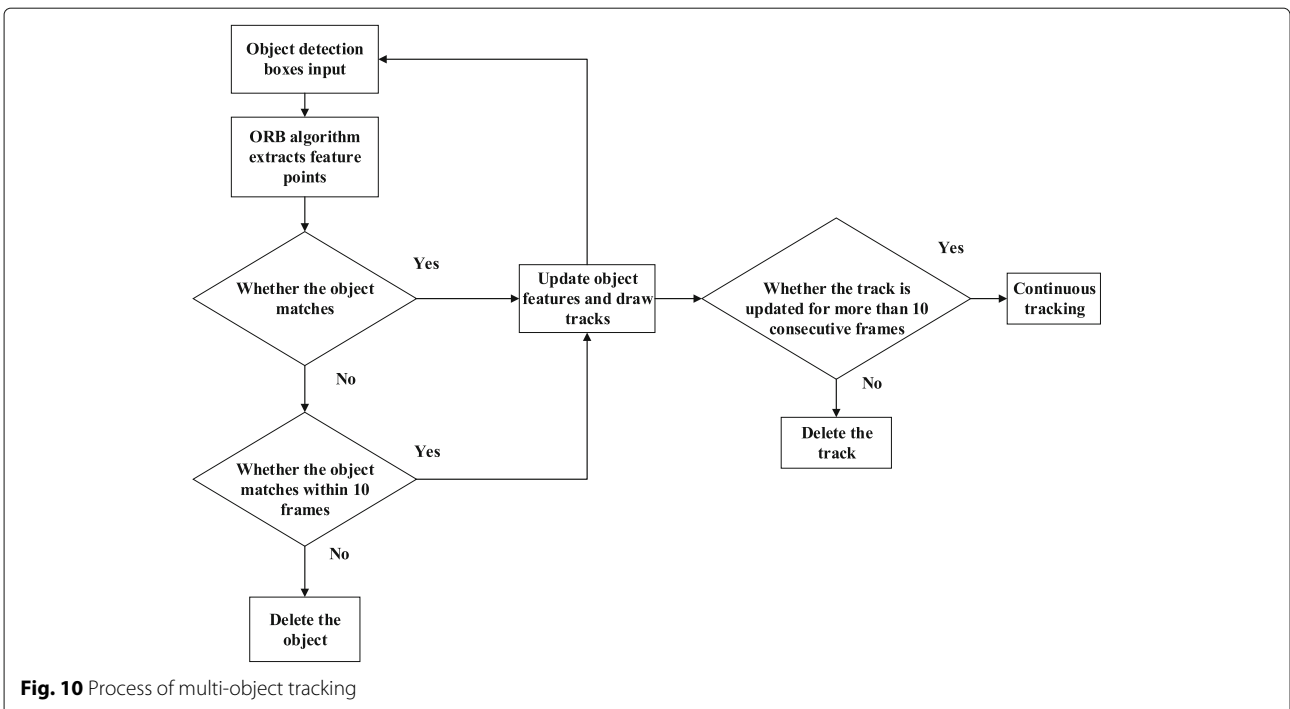 Object detection
boxes input
ORB algorithm
extracts feature
points
Whether the object
matches
Yes
No
Whether the object
matches within 10
frames
Yes
No
Delete the
object
Update object
features and draw
tracks
Whether the track is
updated for more than 10
consecutive frames
Yes
Continuous
tracking
No
Delete the
track
Fig. 10 Process of multi-object tracking